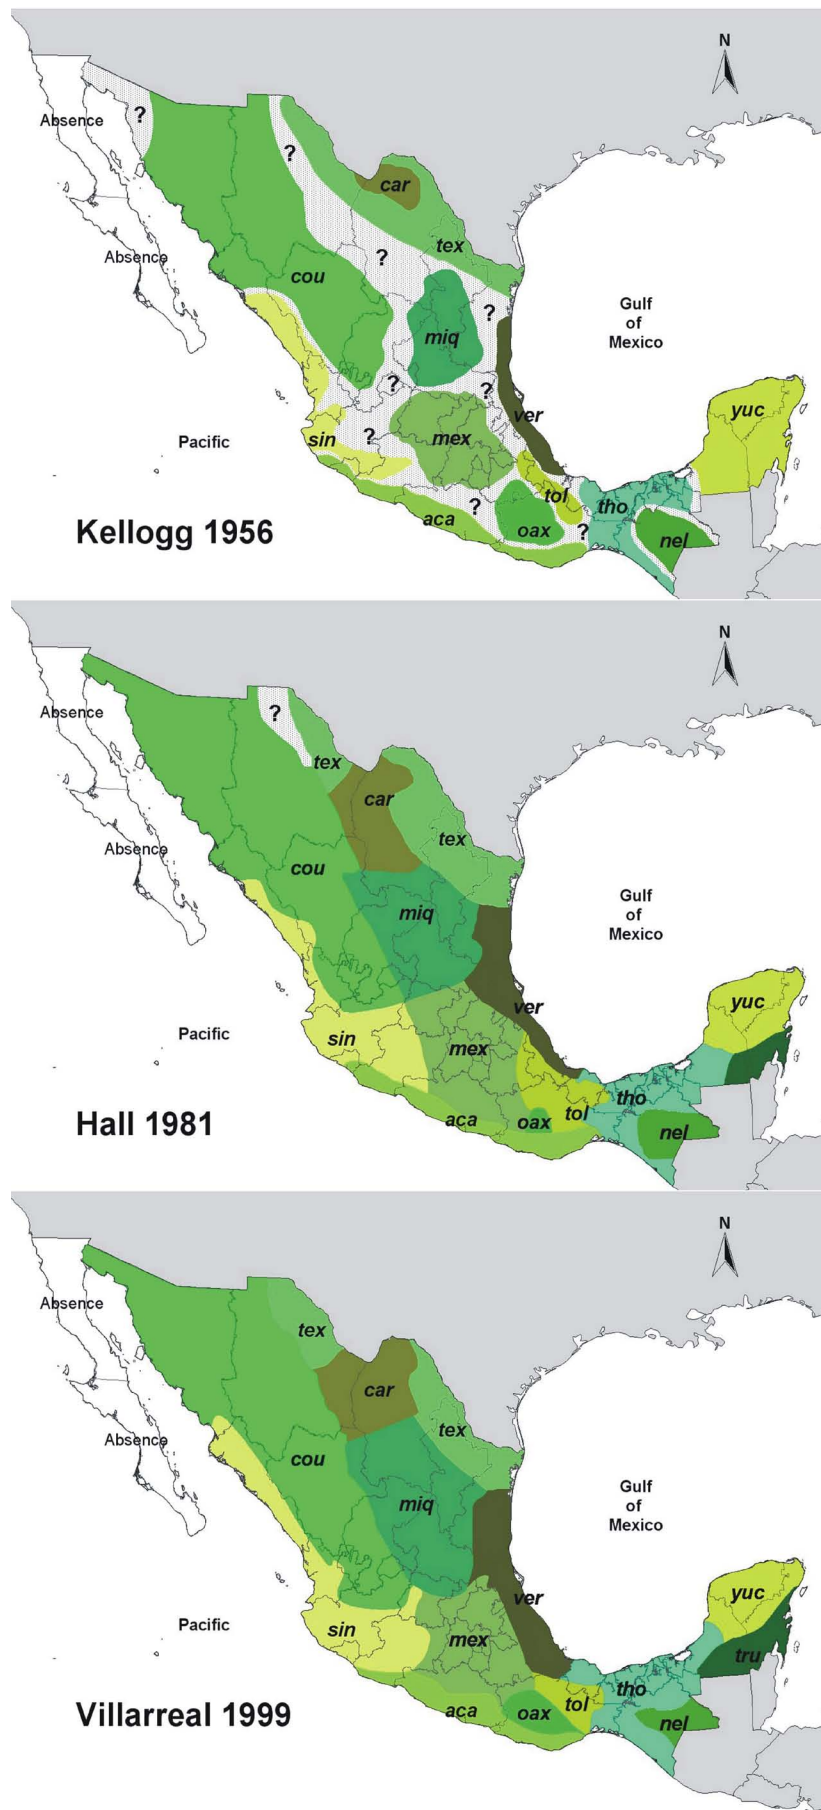 N
?
Absence
?
car
tex
Absence
cou
?
?
Gulf
of
Mexico
miq
?
?
yuc
ver
Pacific
sin
?
mex
tol
?
tho
aca
oax
?
nel
Kellogg 1956
N
Absence
?
tex
car
tex
Absence
cou
Gulf
of
Mexico
miq
yuc
ver
Pacific
sin
mex
tho
tol
aca
oax
nel
Hall 1981
N
Absence
tex
car
tex
Absence
cou
Gulf
of
Mexico
miq
yuc
ver
Pacific
sin
mex
tru
tho
tol
aca
oax
nel
Villarreal 1999